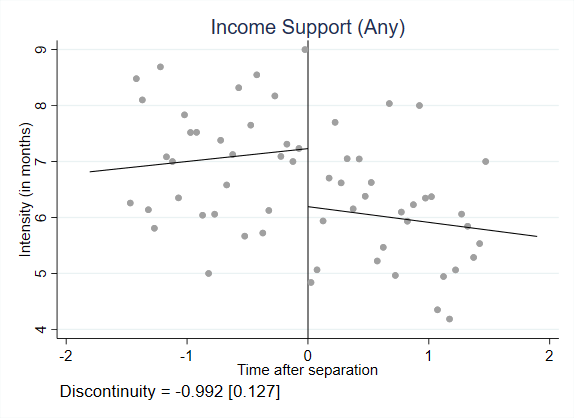 Income Support (Any)
Intensity (in months)
9
8
7
6
5
4
-2
-1
0
1
2
Time after separation
Discontinuity = -0.992 [0.127]